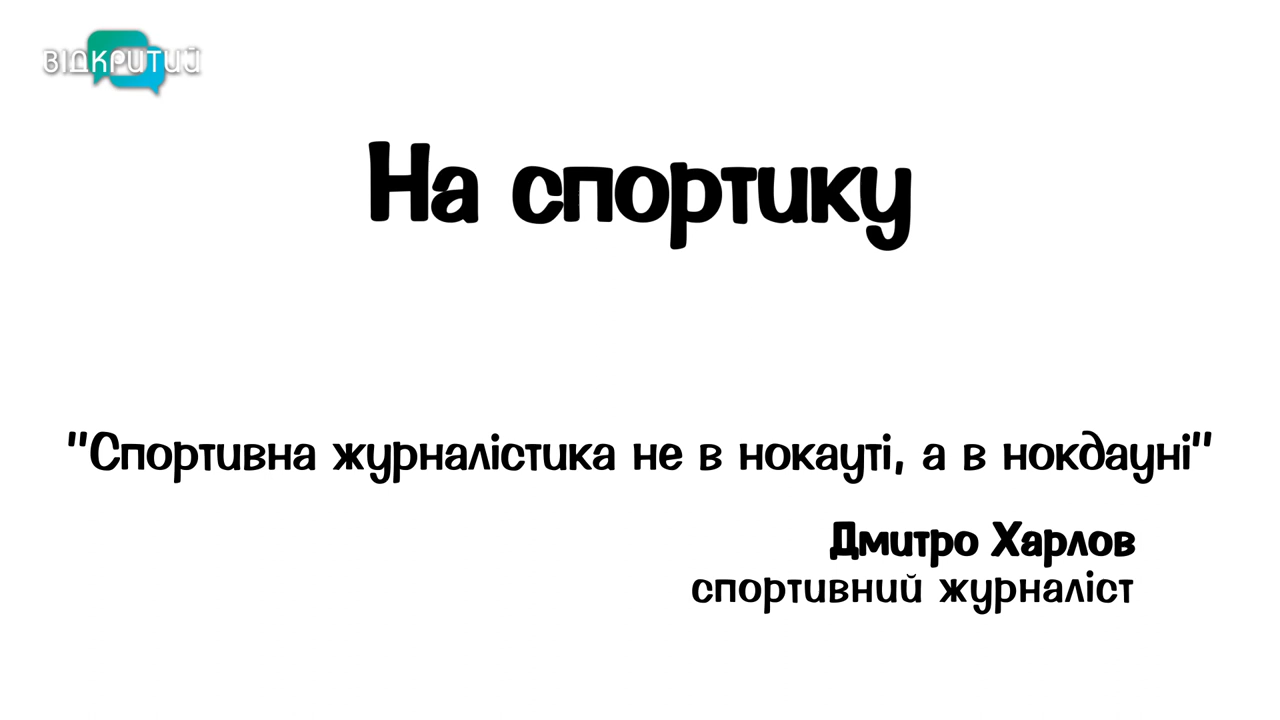 ВІДКРИТИЙ
На спортику
"Спортивна журналістика не в нокауті, а в нокдауні"
Дмитро Харлов
спортивний журналіст